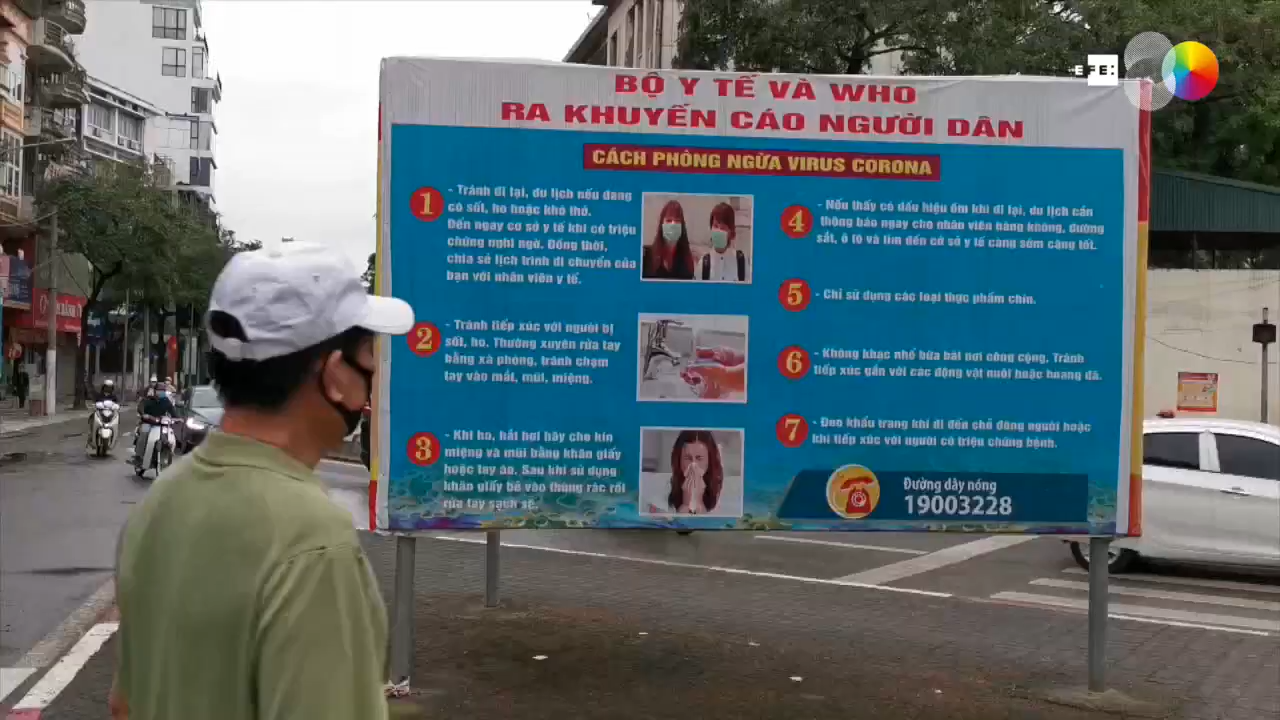 EFE:
BỘ Y TẾ VÀ WHO
RA KHUYẾN CÁO NGƯỜI DÂN
CÁCH PHÒNG NGỪA VIRUS CORONA
1
- Tránh đi lại, du lịch nếu đang
có sốt, ho hoặc khó thở.
Đến ngay cơ sở y tế khi có triệu
chứng nghi ngờ. Đồng thời,
chia sẻ lịch trình di chuyển của
bạn với nhân viên y tế.
2
- Tránh tiếp xúc với người bị
sốt, ho. Thường xuyên rửa tay
bằng xà phòng, tránh chạm
tay vào mắt, mũi, miệng.
3
- Khi ho, hắt hơi hãy che kín
miệng và mũi bằng khăn giấy
hoặc tay áo. Sau khi sử dụng
khăn giấy bỏ vào thùng rác rồi
rửa tay sạch sẽ.
4
- Nếu thấy có dấu hiệu ốm khi đi lại, du lịch cần
thông báo ngay cho nhân viên hàng không, đường
sắt, ô tô và tìm đến cơ sở y tế càng sớm càng tốt.
5
- Chỉ sử dụng các loại thực phẩm chín.
6
- Không khạc nhổ bừa bãi nơi công cộng. Tránh
tiếp xúc gần với các động vật nuôi hoặc hoang dã.
7
- Đeo khẩu trang khi đi đến chỗ đông người hoặc
khi tiếp xúc với người có triệu chứng bệnh.
Đường dây nóng
19003228